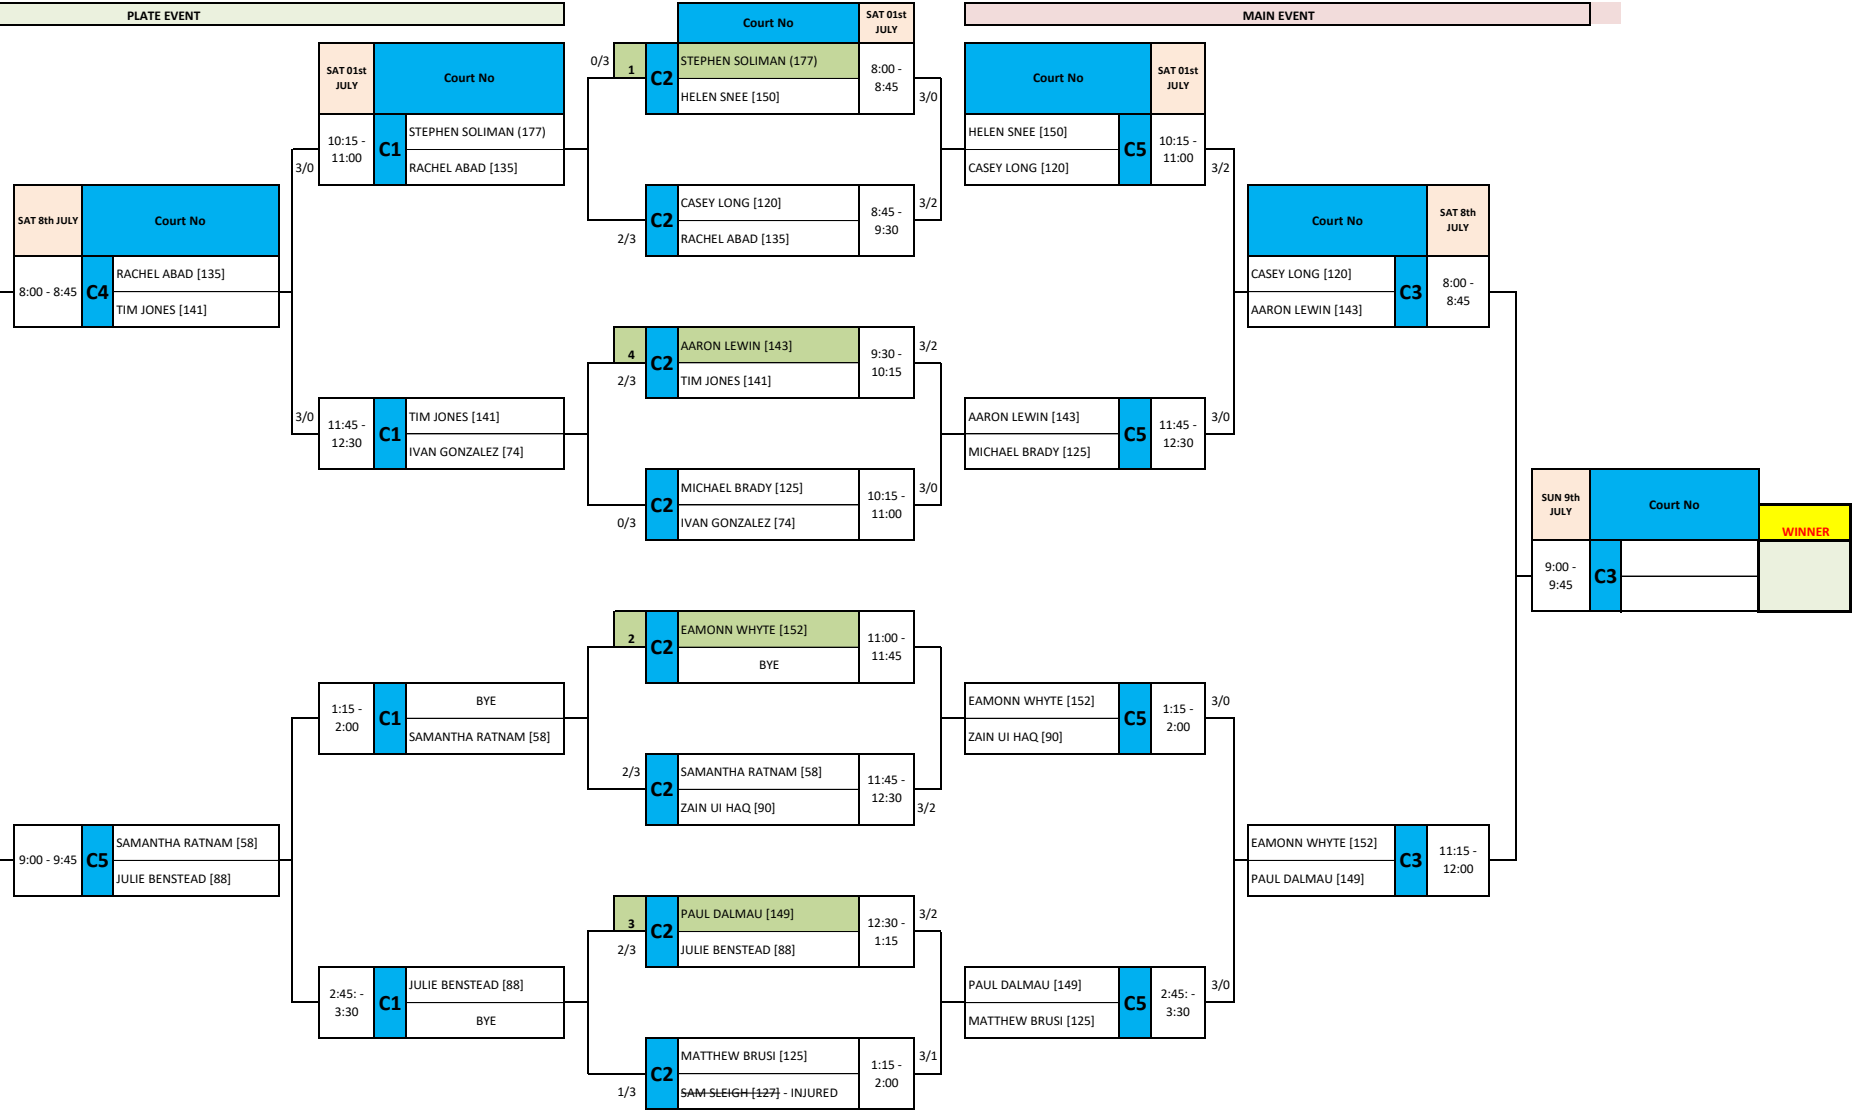 PLATE EVENT
Court No
SAT 01st
JULY
MAIN EVENT
SAT 01st
JULY
Court No
0/3
1
C2
STEPHEN SOLIMAN (177)
HELEN SNEE [150]
8:00 -
8:45
3/0
Court No
SAT 01st
JULY
10:15 -
11:00
C1
STEPHEN SOLIMAN (177)
RACHEL ABAD [135]
3/0
HELEN SNEE [150]
CASEY LONG [120]
C5
10:15 -
11:00
3/2
SAT 8th JULY
Court No
2/3
C2
CASEY LONG [120]
RACHEL ABAD [135]
8:45 -
9:30
3/2
Court No
SAT 8th
JULY
8:00 - 8:45
C4
RACHEL ABAD [135]
TIM JONES [141]
CASEY LONG [120]
AARON LEWIN [143]
C3
8:00 -
8:45
4
2/3
C2
AARON LEWIN [143]
TIM JONES [141]
9:30 -
10:15
3/2
3/0
11:45 -
12:30
C1
TIM JONES [141]
IVAN GONZALEZ [74]
AARON LEWIN [143]
MICHAEL BRADY [125]
C5
11:45 -
12:30
3/0
0/3
C2
MICHAEL BRADY [125]
IVAN GONZALEZ [74]
10:15 -
11:00
3/0
SUN 9th
JULY
Court No
WINNER
9:00 -
9:45
C3
2
C2
EAMONN WHYTE [152]
BYE
11:00 -
11:45
1:15 -
2:00
C1
BYE
SAMANTHA RATNAM [58]
EAMONN WHYTE [152]
ZAIN UI HAQ [90]
C5
1:15 -
2:00
3/0
2/3
C2
SAMANTHA RATNAM [58]
ZAIN UI HAQ [90]
11:45 -
12:30
3/2
9:00 - 9:45
C5
SAMANTHA RATNAM [58]
JULIE BENSTEAD [88]
EAMONN WHYTE [152]
PAUL DALMAU [149]
C3
11:15 -
12:00
3
2/3
C2
PAUL DALMAU [149]
JULIE BENSTEAD [88]
12:30 -
1:15
3/2
2:45: -
3:30
C1
JULIE BENSTEAD [88]
BYE
PAUL DALMAU [149]
MATTHEW BRUSI [125]
C5
2:45: -
3:30
3/0
1/3
C2
MATTHEW BRUSI [125]
SAM SLEIGH [127] - INJURED
1:15 -
2:00
3/1